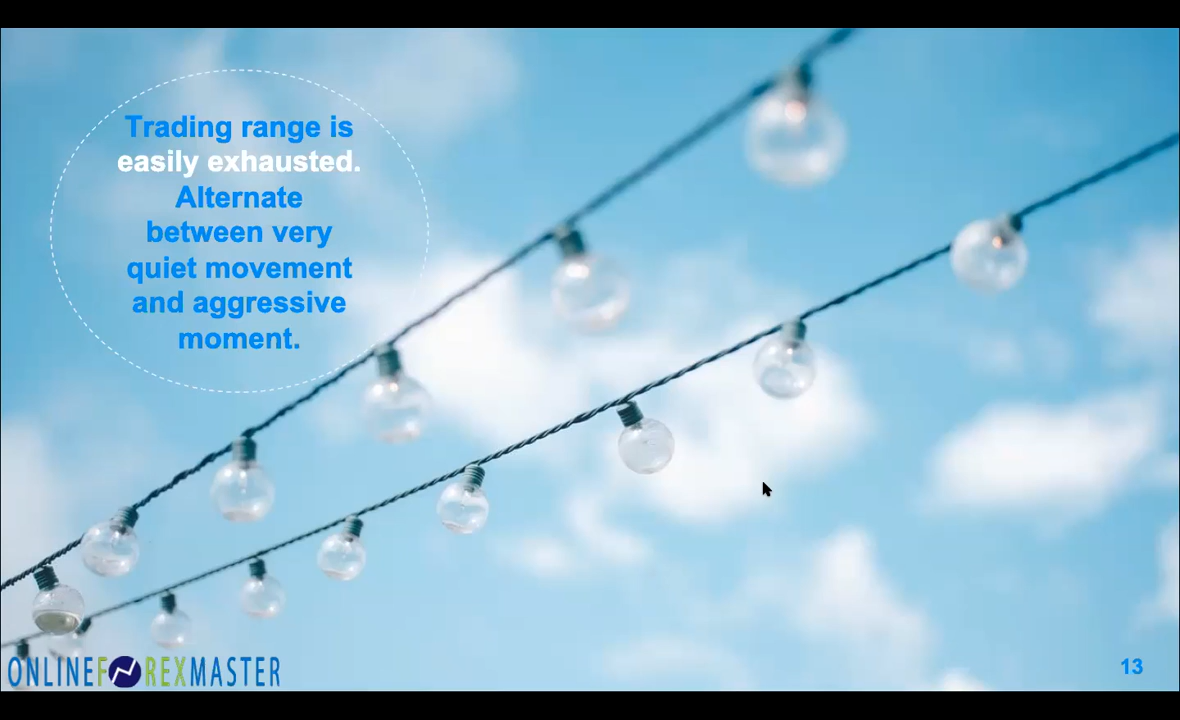 Trading range is
easily exhausted.
Alternate
between very
quiet movement
and aggressive
moment.
ONLINEFOREXMASTER
13